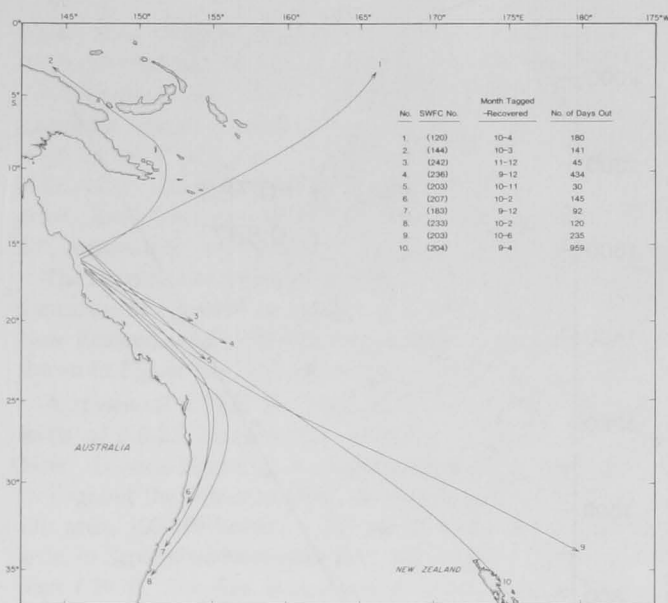 145° 150° 155° 160° 165° 170° 175°E 180° 175°W
0°
5° S.
10°
15°
20°
25°
30°
35°
1
2
3
4
5
6
7
8
9
10
Month Tagged
No. SWFC No. -Recovered No. of Days Out
1. (120) 10-4 180
2. (144) 10-3 141
3. (242) 11-12 45
4. (236) 9-12 434
5. (203) 10-11 30
6. (207) 10-2 145
7. (183) 9-12 92
8. (233) 10-2 120
9. (203) 10-6 235
10. (204) 9-4 959
AUSTRALIA
NEW ZEALAND